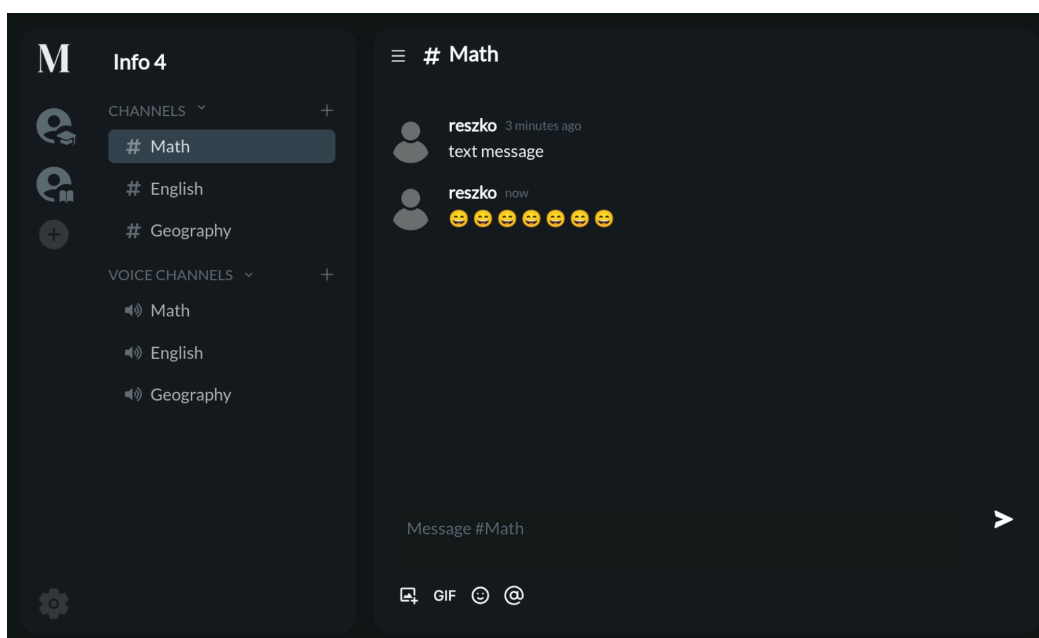 M
Info 4
CHANNELS
# Math
# English
# Geography
VOICE CHANNELS
Math
English
Geography
# Math
reszko 3 minutes ago
text message
reszko now
😄😄😄😄😄😄😄
Message #Math
GIF @